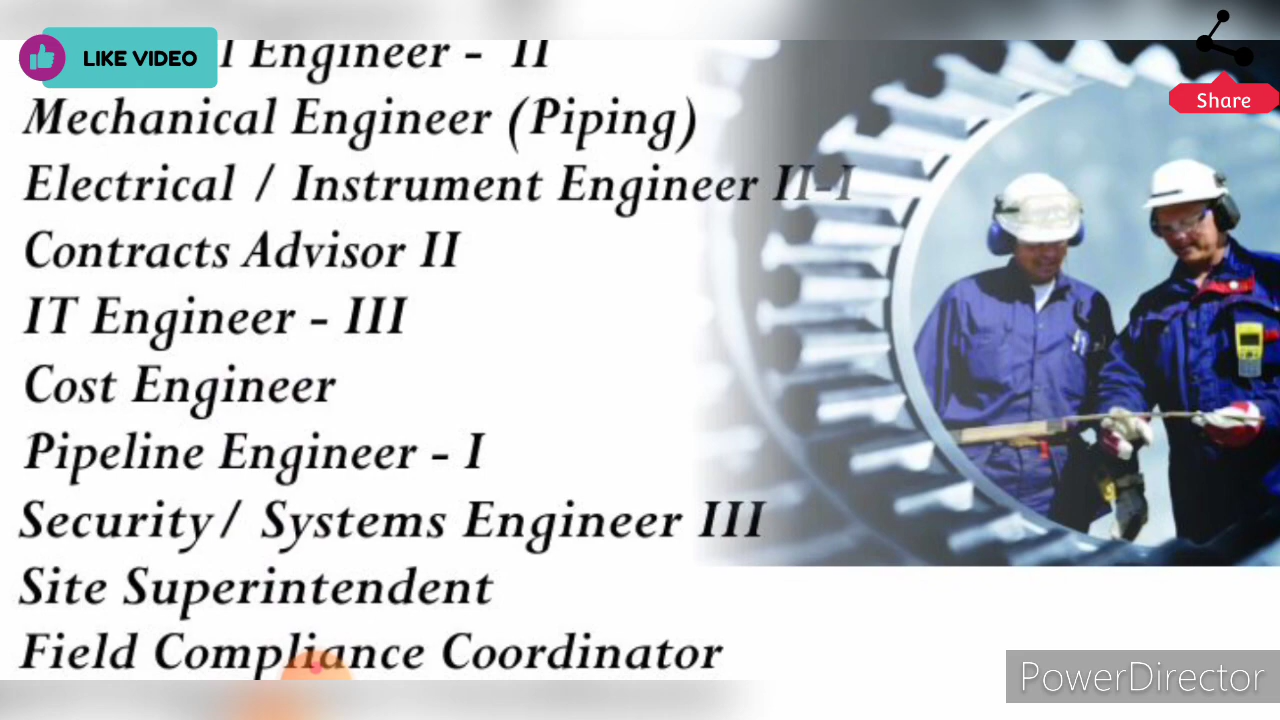 LIKE VIDEO
Engineer - II
Share
Mechanical Engineer (Piping)
Electrical / Instrument Engineer II-I
Contracts Advisor II
IT Engineer - III
Cost Engineer
Pipeline Engineer - I
Security/ Systems Engineer III
Site Superintendent
Field Compliance Coordinator
PowerDirector